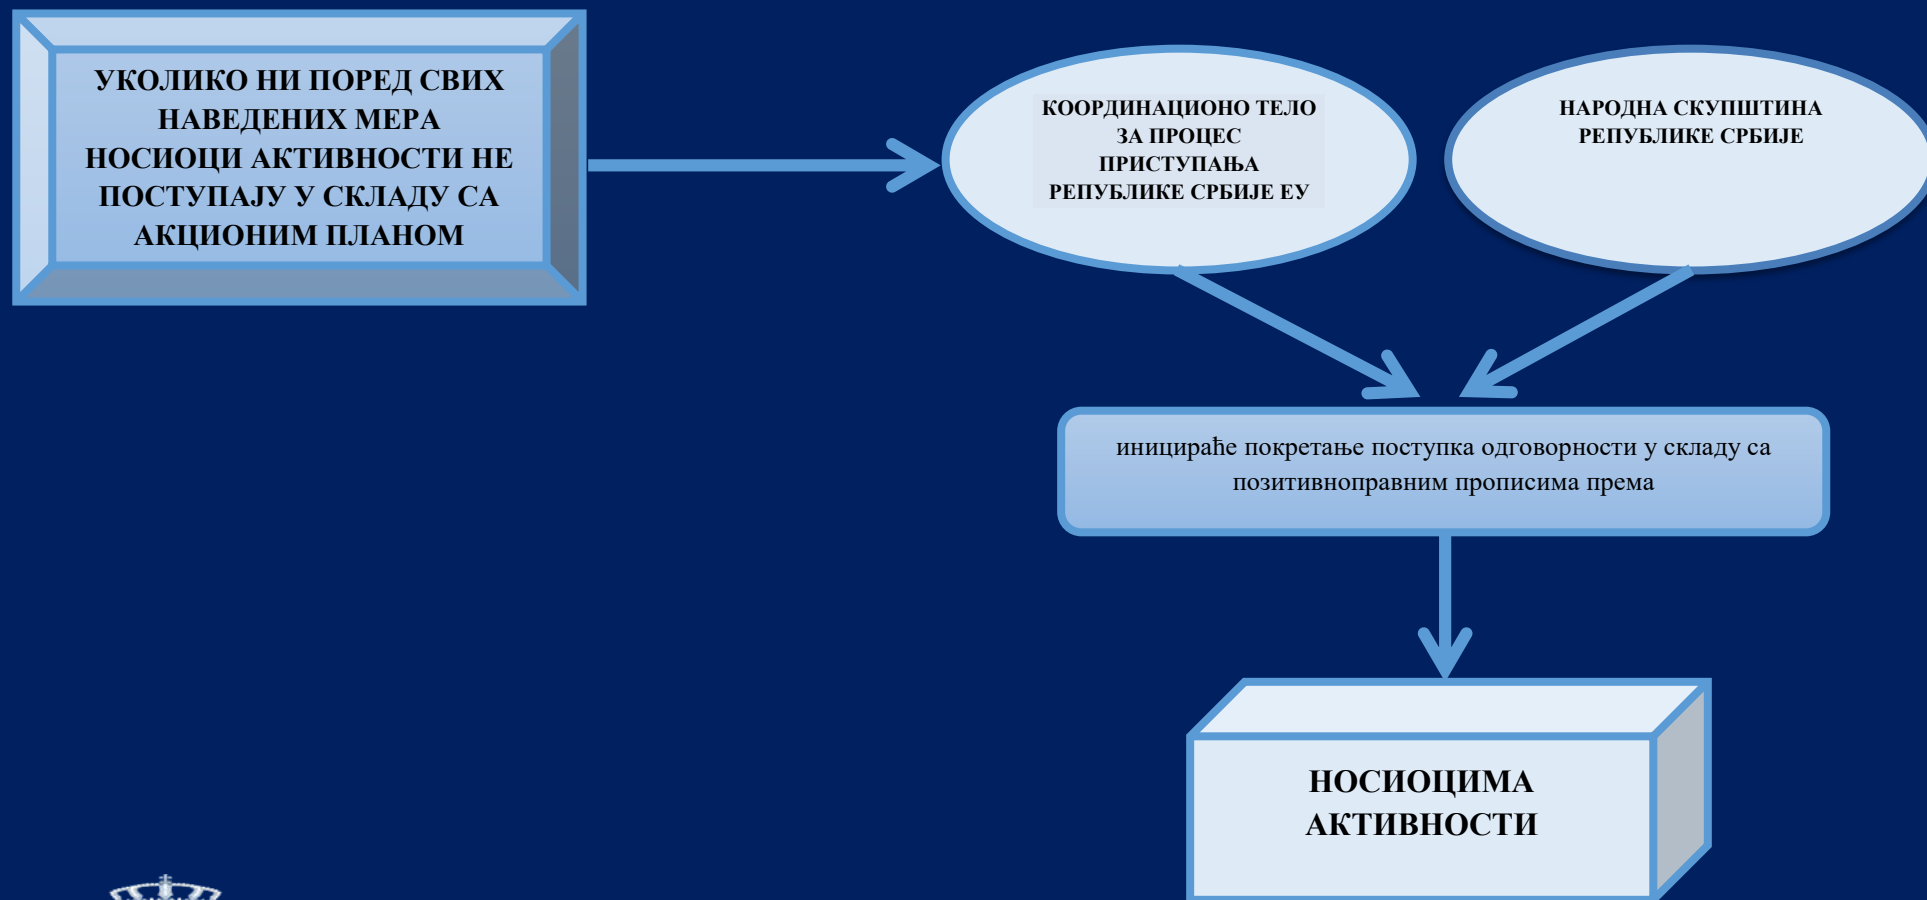 УКОЛИКО НИ ПОРЕД СВИХ
НАВЕДЕНИХ МЕРА
НОСИОЦИ АКТИВНОСТИ НЕ
ПОСТУПАЈУ У СКЛАДУ СА
АКЦИОНИМ ПЛАНОМ
КООРДИНАЦИОНО ТЕЛО
ЗА ПРОЦЕС
ПРИСТУПАЊА
РЕПУБЛИКЕ СРБИЈЕ ЕУ
НАРОДНА СКУПШТИНА
РЕПУБЛИКЕ СРБИЈЕ
иницираће покретање поступка одговорности у складу са
позитивноправним прописима према
НОСИОЦИМА
АКТИВНОСТИ